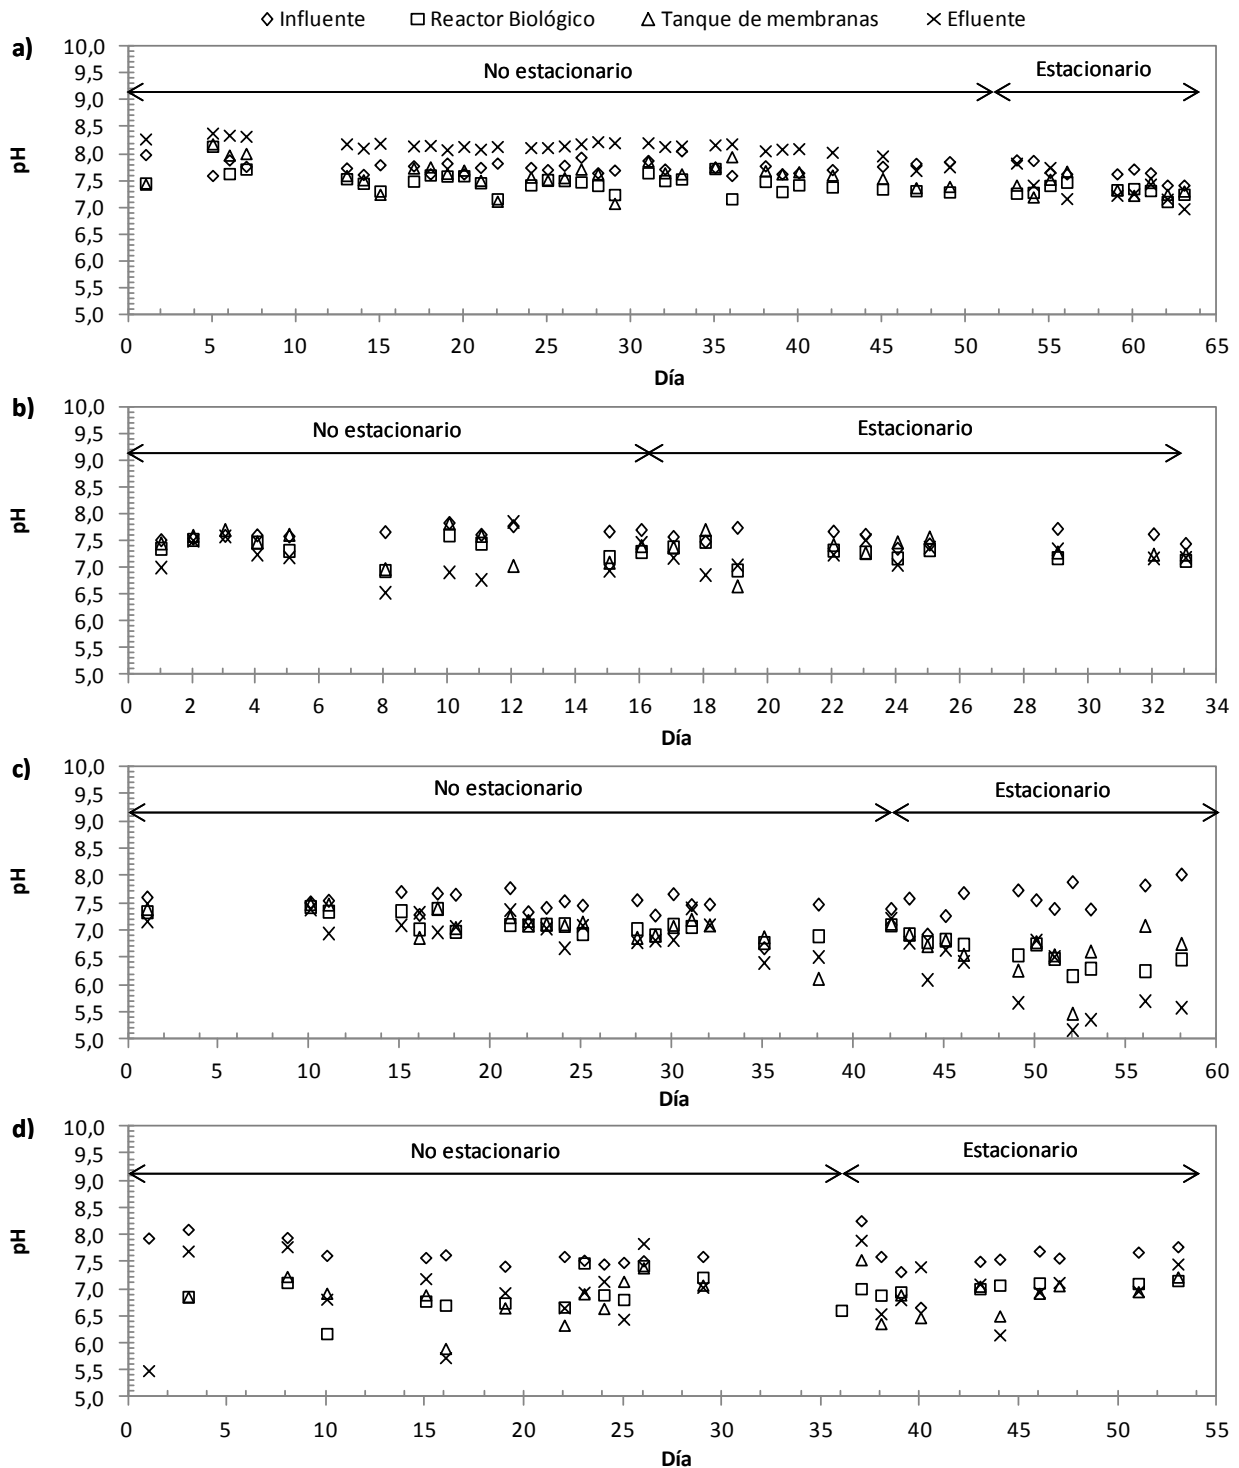 Influente Reactor Biológico Tanque de membranas Efluente
a)
10,0
9,5
9,0
8,5
8,0
7,5
7,0
6,5
6,0
5,5
5,0
pH
No estacionario Estacionario
0 5 10 15 20 25 30 35 40 45 50 55 60 65
Día
b)
10,0
9,5
9,0
8,5
8,0
7,5
7,0
6,5
6,0
5,5
5,0
pH
No estacionario Estacionario
0 2 4 6 8 10 12 14 16 18 20 22 24 26 28 30 32 34
Día
c)
10,0
9,5
9,0
8,5
8,0
7,5
7,0
6,5
6,0
5,5
5,0
pH
No estacionario Estacionario
0 5 10 15 20 25 30 35 40 45 50 55 60
Día
d)
10,0
9,5
9,0
8,5
8,0
7,5
7,0
6,5
6,0
5,5
5,0
pH
No estacionario Estacionario
0 5 10 15 20 25 30 35 40 45 50 55
Día